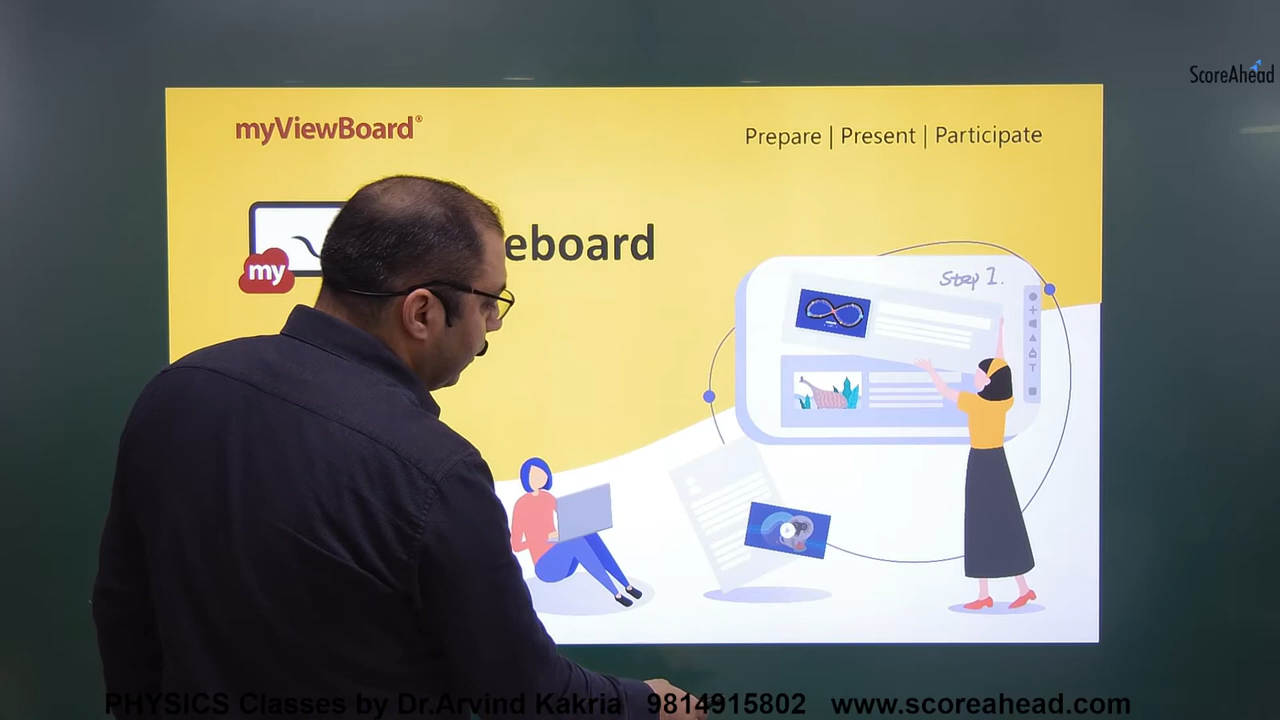 ScoreAhead
myViewBoard®
Prepare | Present | Participate
eboard
my
Step 1.
PHYSICS Classes by Dr.Arvind Kakria 9814915802 www.scoreahead.com